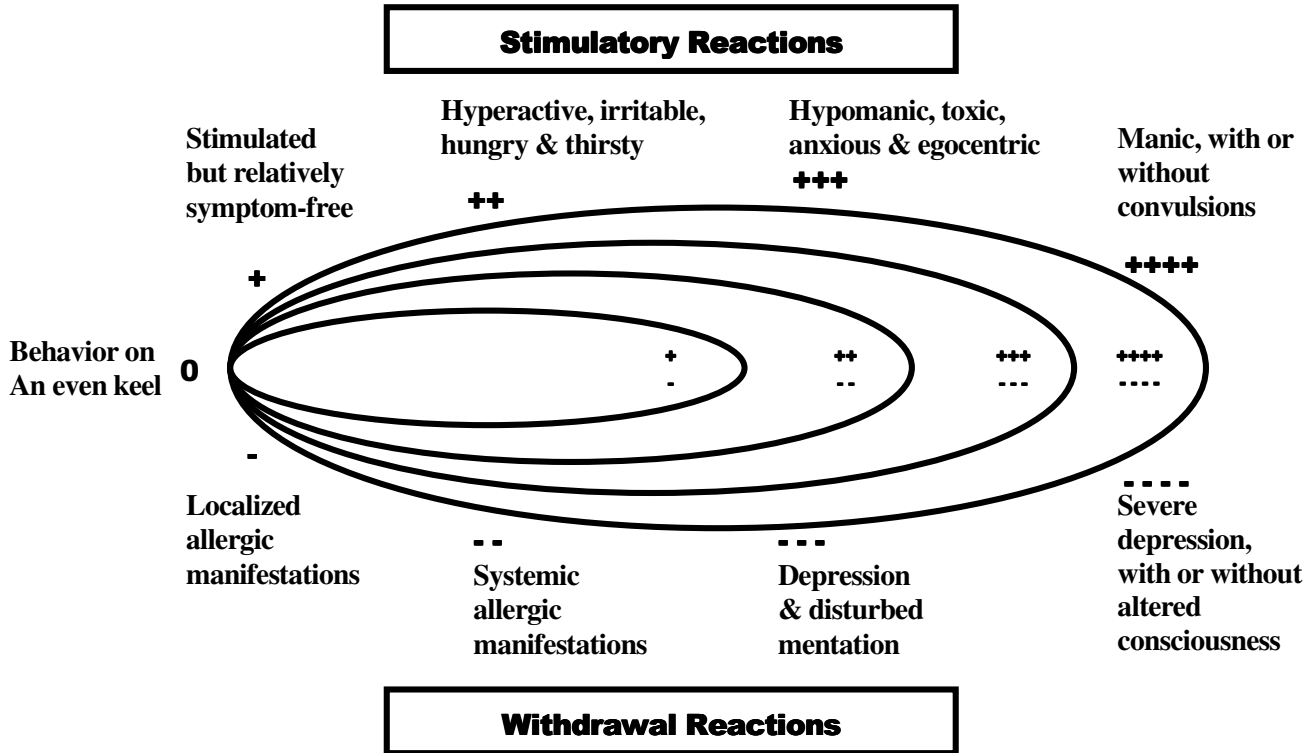 Stimulatory Reactions
Stimulated
but relatively
symptom-free
Hyperactive, irritable,
hungry & thirsty
Hypomanic, toxic,
anxious & egocentric
Manic, with or
without
convulsions
+
++
+++
++++
Behavior on
An even keel
0
+
-
++
--
+++
---
++++
----
-
--
---
----
Localized
allergic
manifestations
Systemic
allergic
manifestations
Depression
& disturbed
mentation
Severe
depression,
with or without
altered
consciousness
Withdrawal Reactions